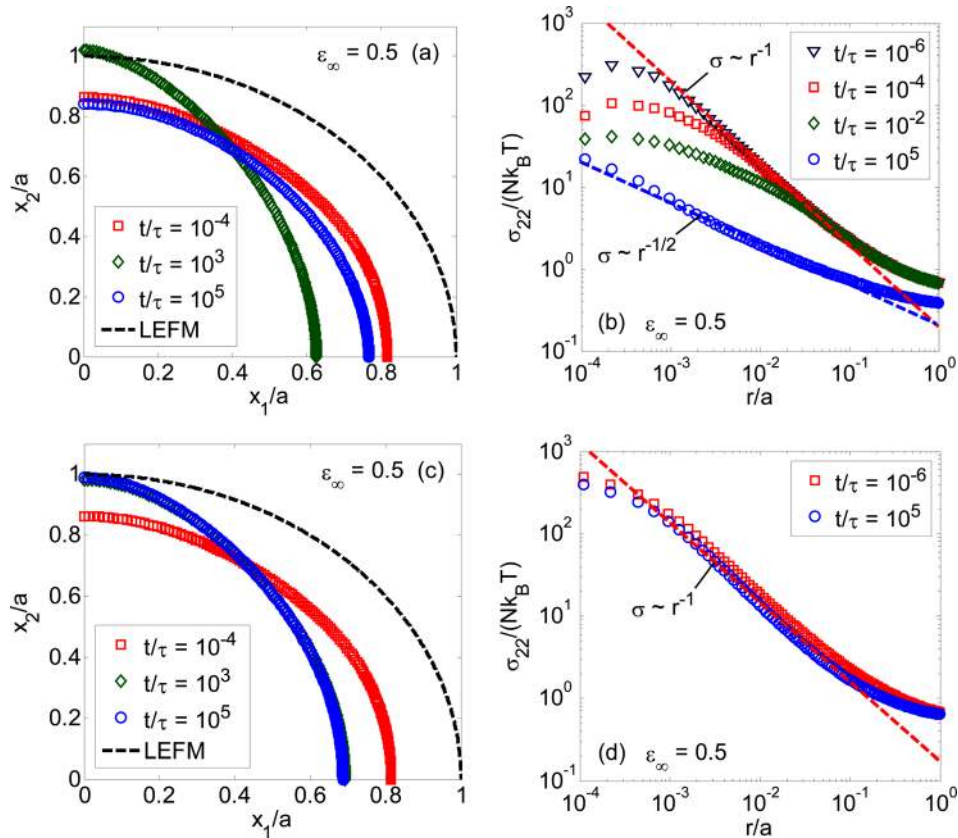 ε∞ = 0.5 (a)
1
0.8
0.6
0.4
0.2
0
x₂/a
t/τ = 10⁻⁴
t/τ = 10³
t/τ = 10⁵
LEFM
0 0.2 0.4 0.6 0.8 1
x₁/a
10³
10²
10¹
10⁰
10⁻¹
σ₂₂/(Nk_BT)
σ ~ r⁻¹
t/τ = 10⁻⁶
t/τ = 10⁻⁴
t/τ = 10⁻²
t/τ = 10⁵
σ ~ r⁻¹/²
(b) ε∞ = 0.5
10⁻⁴ 10⁻³ 10⁻² 10⁻¹ 10⁰
r/a
ε∞ = 0.5 (c)
1
0.8
0.6
0.4
0.2
0
x₂/a
t/τ = 10⁻⁴
t/τ = 10³
t/τ = 10⁵
LEFM
0 0.2 0.4 0.6 0.8 1
x₁/a
10³
10²
10¹
10⁰
10⁻¹
σ₂₂/(Nk_BT)
t/τ = 10⁻⁶
t/τ = 10⁵
σ ~ r⁻¹
(d) ε∞ = 0.5
10⁻⁴ 10⁻³ 10⁻² 10⁻¹ 10⁰
r/a